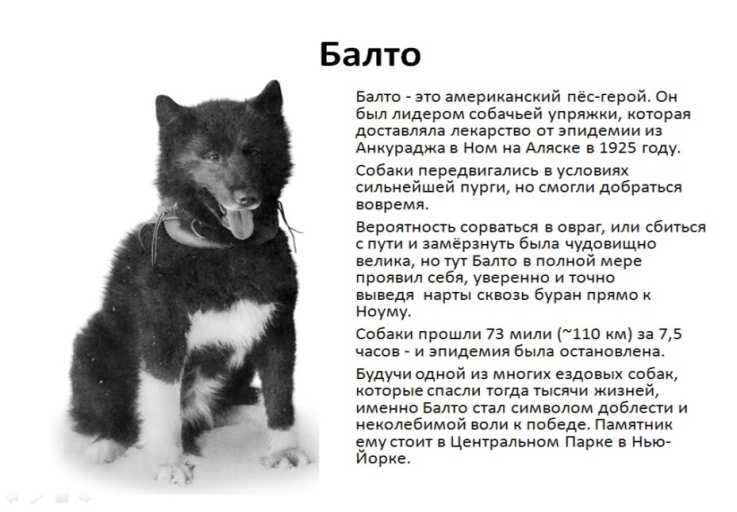 Балто
Балто - это американский пёс-герой. Он
был лидером собачьей упряжки, которая
доставляла лекарство от эпидемии из
Анкураджа в Ном на Аляске в 1925 году.
Собаки передвигались в условиях
сильнейшей пурги, но смогли добраться
вовремя.
Вероятность сорваться в овраг, или сбиться
с пути и замёрзнуть была чудовищно
велика, но тут Балто в полной мере
проявил себя, уверенно и точно
выведя нарты сквозь буран прямо к
Ноуму.
Собаки прошли 73 мили (~110 км) за 7,5
часов - и эпидемия была остановлена.
Будучи одной из многих ездовых собак,
которые спасли тогда тысячи жизней,
именно Балто стал символом доблести и
неколебимой воли к победе. Памятник
ему стоит в Центральном Парке в Нью-
Йорке.